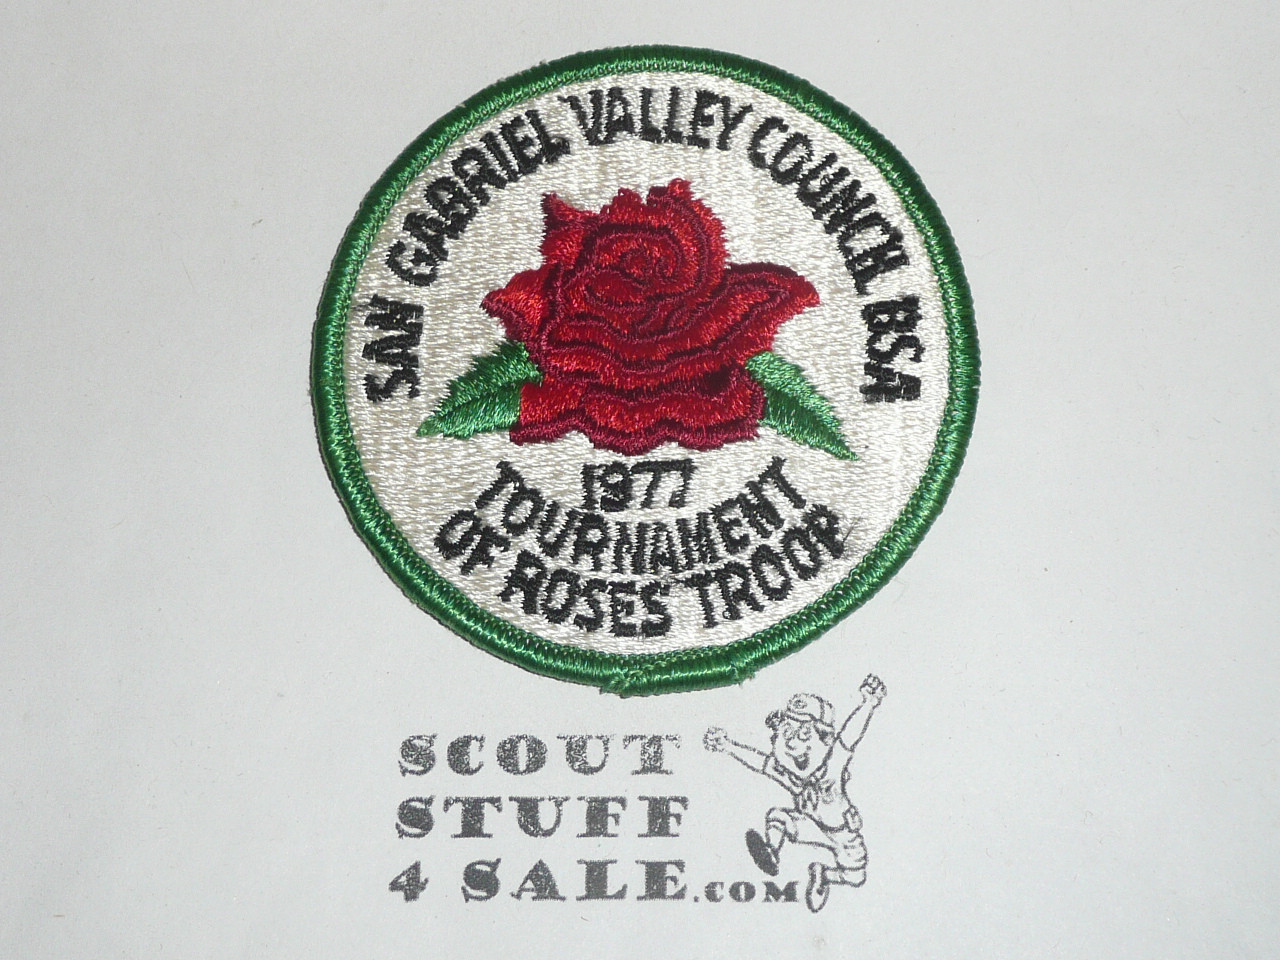 SAN GABRIEL VALLEY COUNCIL BSA
1977
TOURNAMENT
OF ROSES TROOP
SCOUT
STUFF
4 SALE.COM